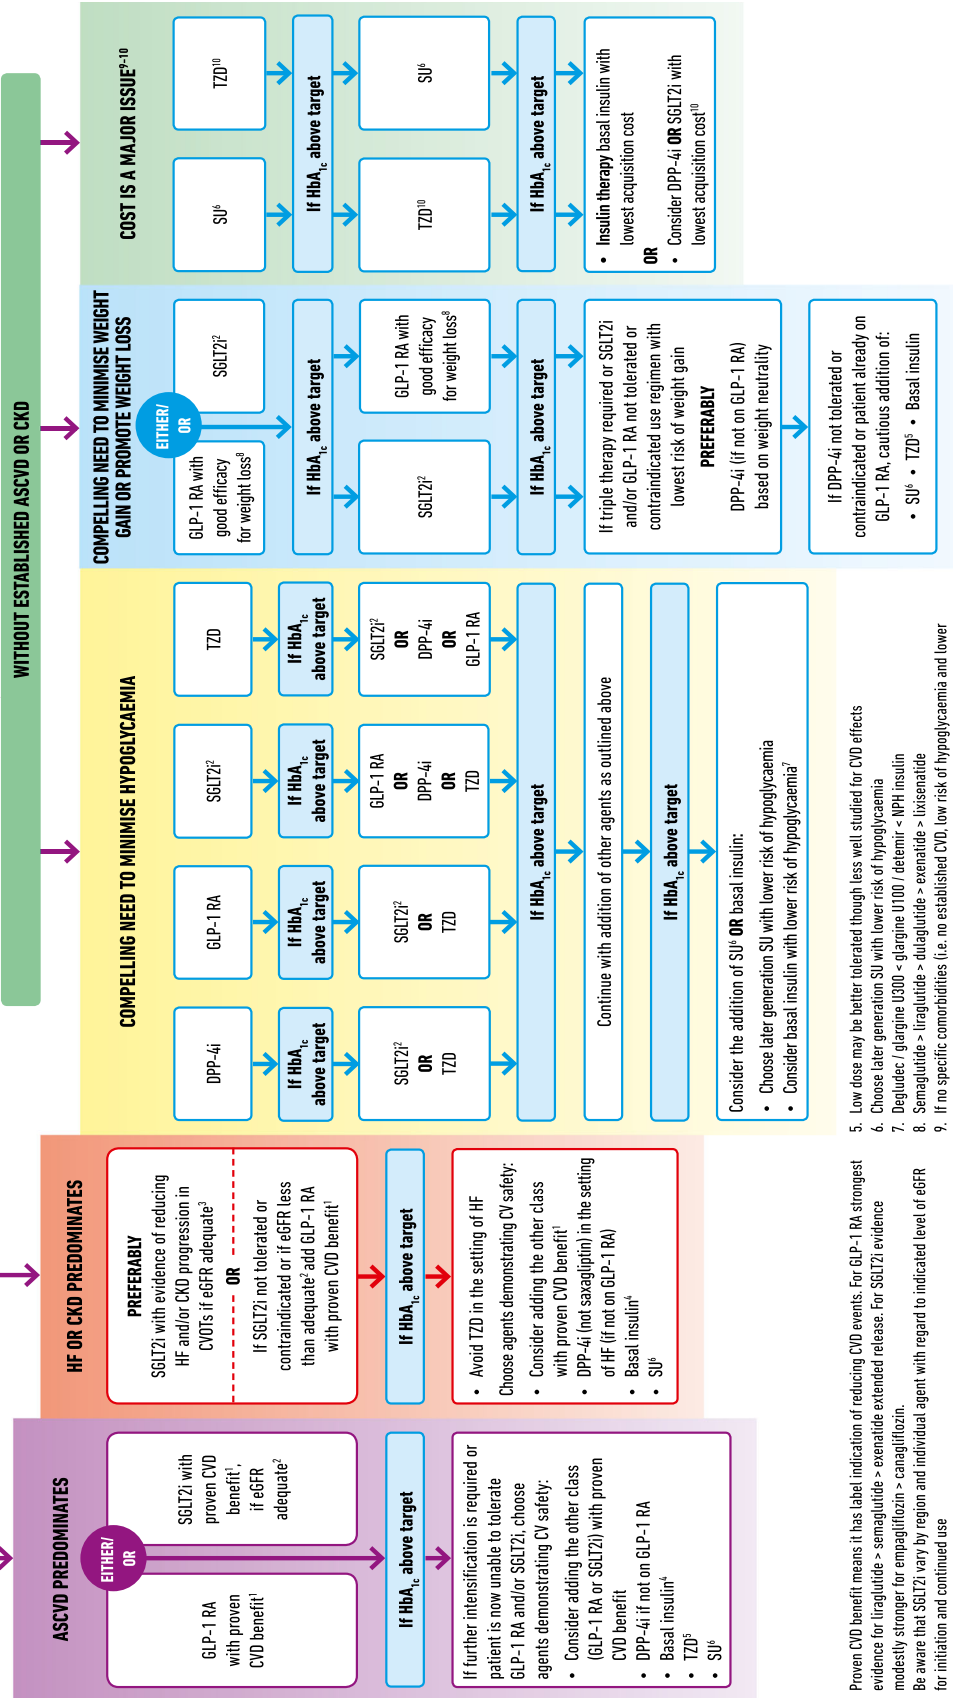 ASCVD PREDOMINATES
EITHER/
OR
GLP-1 RA
with proven
CVD benefit1
SGLT2i with
proven CVD
benefit1,
if eGFR
adequate2
If HbA1c above target
If further intensification is required or
patient is now unable to tolerate
GLP-1 RA and/or SGLT2i, choose
agents demonstrating CV safety:
• Consider adding the other class
(GLP-1 RA or SGLT2i) with proven
CVD benefit
• DPP-4i if not on GLP-1 RA
• Basal insulin4
• TZD5
• SU6
HF OR CKD PREDOMINATES
PREFERABLY
SGLT2i with evidence of reducing
HF and/or CKD progression in
CVOTs if eGFR adequate3
OR
If SGLT2i not tolerated or
contraindicated or if eGFR less
than adequate2 add GLP-1 RA
with proven CVD benefit1
If HbA1c above target
• Avoid TZD in the setting of HF
Choose agents demonstrating CV safety:
• Consider adding the other class
with proven CVD benefit1
• DPP-4i (not saxagliptin) in the setting
of HF (if not on GLP-1 RA)
• Basal insulin4
• SU6
WITHOUT ESTABLISHED ASCVD OR CKD
COMPELLING NEED TO MINIMISE HYPOGLYCAEMIA
DPP-4i
GLP-1 RA
SGLT2i2
TZD
If HbA1c
above target
If HbA1c
above target
If HbA1c
above target
If HbA1c
above target
SGLT2i2
OR
TZD
SGLT2i2
OR
TZD
GLP-1 RA
OR
DPP-4i
OR
TZD
SGLT2i2
OR
DPP-4i
OR
GLP-1 RA
If HbA1c above target
Continue with addition of other agents as outlined above
If HbA1c above target
Consider the addition of SU6 OR basal insulin:
• Choose later generation SU with lower risk of hypoglycaemia
• Consider basal insulin with lower risk of hypoglycaemia7
COMPELLING NEED TO MINIMISE WEIGHT
GAIN OR PROMOTE WEIGHT LOSS
EITHER/
OR
GLP-1 RA with
good efficacy
for weight loss8
SGLT2i2
If HbA1c above target
SGLT2i2
GLP-1 RA with
good efficacy
for weight loss8
If HbA1c above target
If triple therapy required or SGLT2i
and/or GLP-1 RA not tolerated or
contraindicated use regimen with
lowest risk of weight gain
PREFERABLY
DPP-4i (if not on GLP-1 RA)
based on weight neutrality
If DPP-4i not tolerated or
contraindicated or patient already on
GLP-1 RA, cautious addition of:
• SU6 • TZD5 • Basal insulin
COST IS A MAJOR ISSUE9-10
SU6
TZD10
If HbA1c above target
TZD10
SU6
If HbA1c above target
• Insulin therapy basal insulin with
lowest acquisition cost
OR
• Consider DPP-4i OR SGLT2i with
lowest acquisition cost10
Proven CVD benefit means it has label indication of reducing CVD events. For GLP-1 RA strongest
evidence for liraglutide > semaglutide > exenatide extended release. For SGLT2i evidence
modestly stronger for empagliflozin > canagliflozin.
Be aware that SGLT2i vary by region and individual agent with regard to indicated level of eGFR
for initiation and continued use
5. Low dose may be better tolerated though less well studied for CVD effects
6. Choose later generation SU with lower risk of hypoglycaemia
7. Degludec / glargine U300 < glargine U100 / detemir < NPH insulin
8. Semaglutide > liraglutide > dulaglutide > exenatide > lixisenatide
9. If no specific comorbidities (i.e. no established CVD, low risk of hypoglycaemia and lower